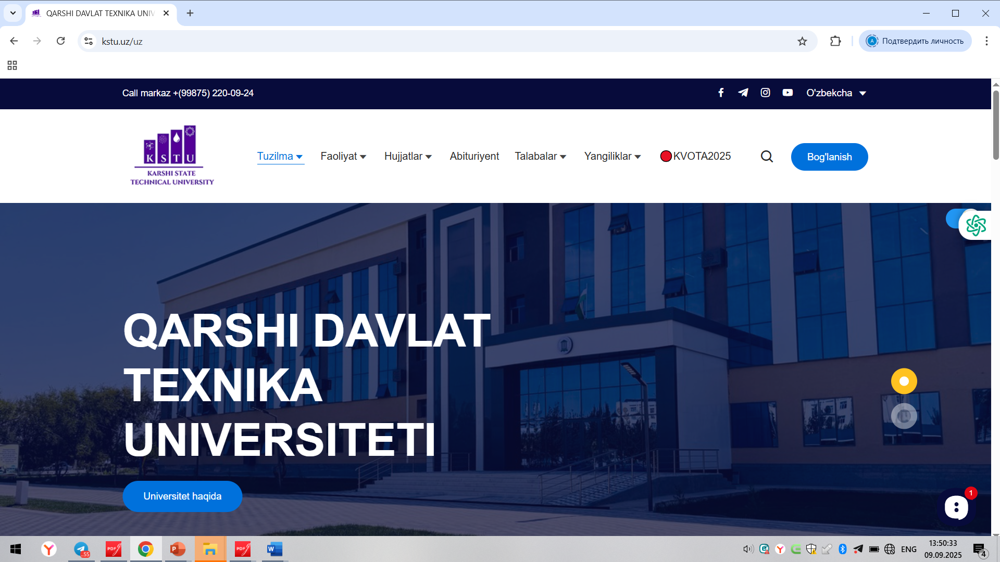 QARSHI DAVLAT TEXNIKA UNIV
kstu.uz/uz
Подтвердить личность
Call markaz +(99875) 220-09-24
O'zbekcha
KSTU
KARSHI STATE
TECHNICAL UNIVERSITY
Tuzilma
Faoliyat
Hujjatlar
Abituriyent
Talabalar
Yangiliklar
KVOTA2025
Bog'lanish
QARSHI DAVLAT
TEXNIKA
UNIVERSITETI
Universitet haqida
1
..55
ENG
13:50:33
09.09.2025
4